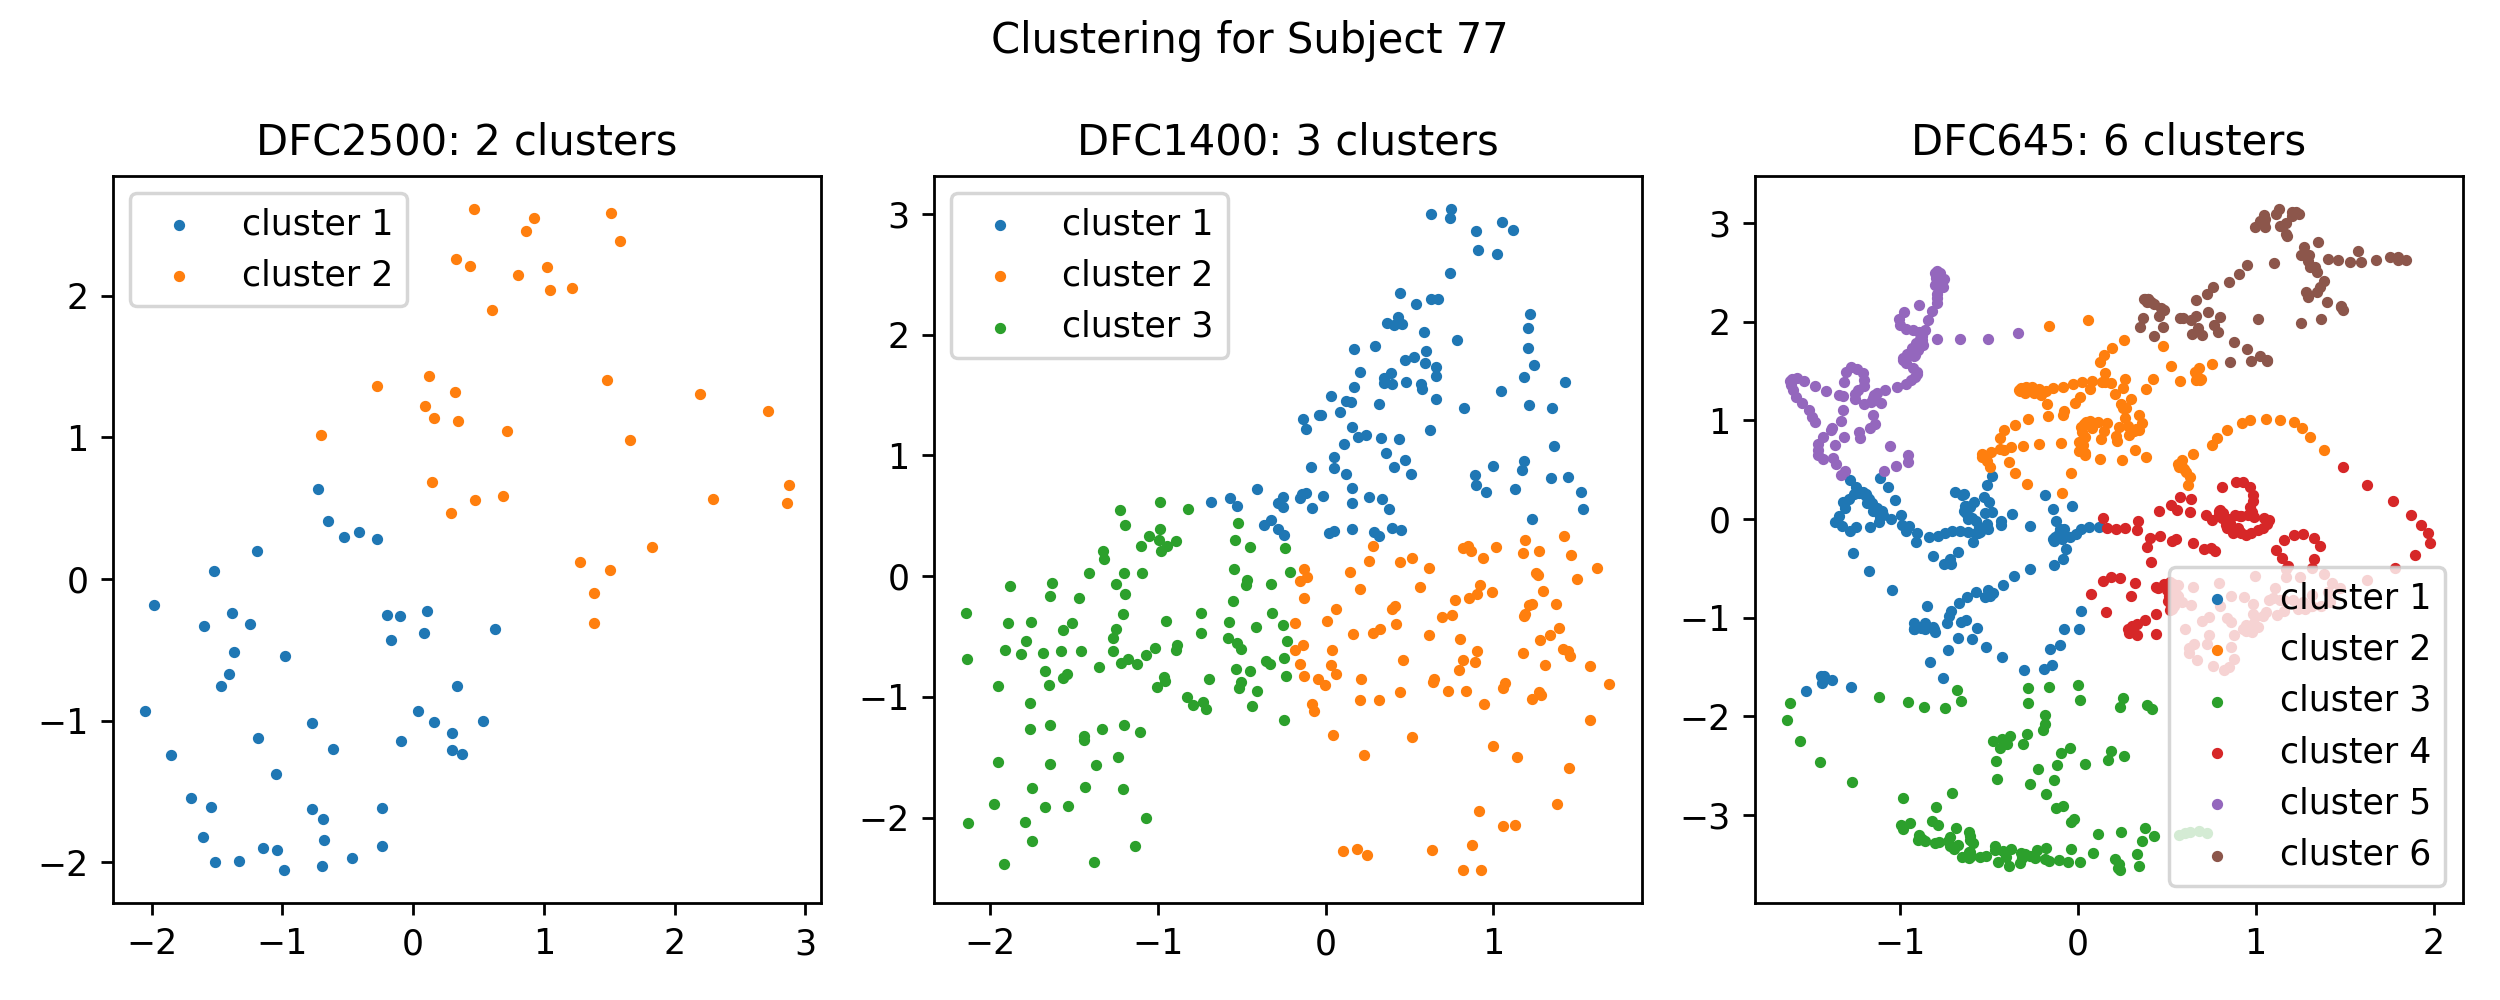 Clustering for Subject 77
DFC2500: 2 clusters
cluster 1
cluster 2
2
1
0
−1
−2
−2
−1
0
1
2
3
DFC1400: 3 clusters
cluster 1
cluster 2
cluster 3
3
2
1
0
−1
−2
−2
−1
0
1
DFC645: 6 clusters
3
2
1
0
−1
−2
−3
cluster 1
cluster 2
cluster 3
cluster 4
cluster 5
cluster 6
−1
0
1
2